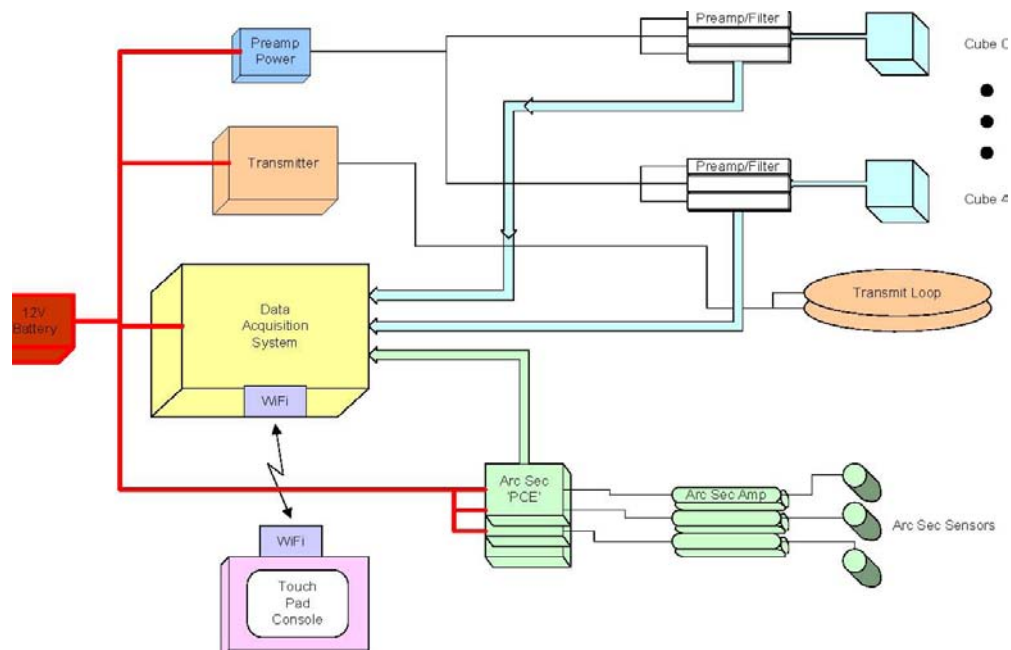 Preamp/Filter
Preamp
Power
Cube
Transmitter
Preamp/Filter
Cube 4
Transmit Loop
12V
Battery
Data
Acquisition
System
WiFi
Arc Sec
'PCE'
Arc Sec Amp
Arc Sec Sensors
WiFi
Touch
Pad
Console